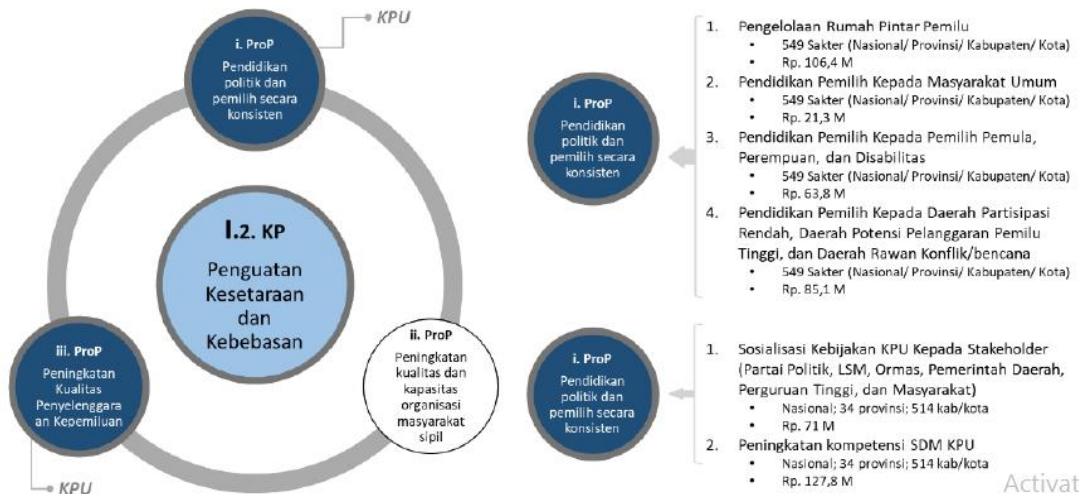 KPU
i. ProP
Pendidikan
politik dan
pemilih secara
konsisten
I.2. KP
Penguatan
Kesetaraan
dan
Kebebasan
iii. ProP
Peningkatan
Kualitas
Penyelenggara
an Kepemiluan
ii. ProP
Peningkatan
kualitas dan
kapasitas
organisasi
masyarakat
sipil
KPU
i. ProP
Pendidikan
politik dan
pemilih secara
konsisten
1. Pengelolaan Rumah Pintar Pemilu
• 549 Sakter (Nasional/ Provinsi/ Kabupaten/ Kota)
• Rp. 106,4 M
2. Pendidikan Pemilih Kepada Masyarakat Umum
• 549 Sakter (Nasional/ Provinsi/ Kabupaten/ Kota)
• Rp. 21,3 M
3. Pendidikan Pemilih Kepada Pemilih Pemula,
Perempuan, dan Disabilitas
• 549 Sakter (Nasional/ Provinsi/ Kabupaten/ Kota)
• Rp. 63,8 M
4. Pendidikan Pemilih Kepada Daerah Partisipasi
Rendah, Daerah Potensi Pelanggaran Pemilu
Tinggi, dan Daerah Rawan Konflik/bencana
• 549 Sakter (Nasional/ Provinsi/ Kabupaten/ Kota)
• Rp. 85,1 M
i. ProP
Pendidikan
politik dan
pemilih secara
konsisten
1. Sosialisasi Kebijakan KPU Kepada Stakeholder
(Partai Politik, LSM, Ormas, Pemerintah Daerah,
Perguruan Tinggi, dan Masyarakat)
• Nasional; 34 provinsi; 514 kab/kota
• Rp. 71 M
2. Peningkatan kompetensi SDM KPU
• Nasional; 34 provinsi; 514 kab/kota
• Rp. 127,8 M
Activat